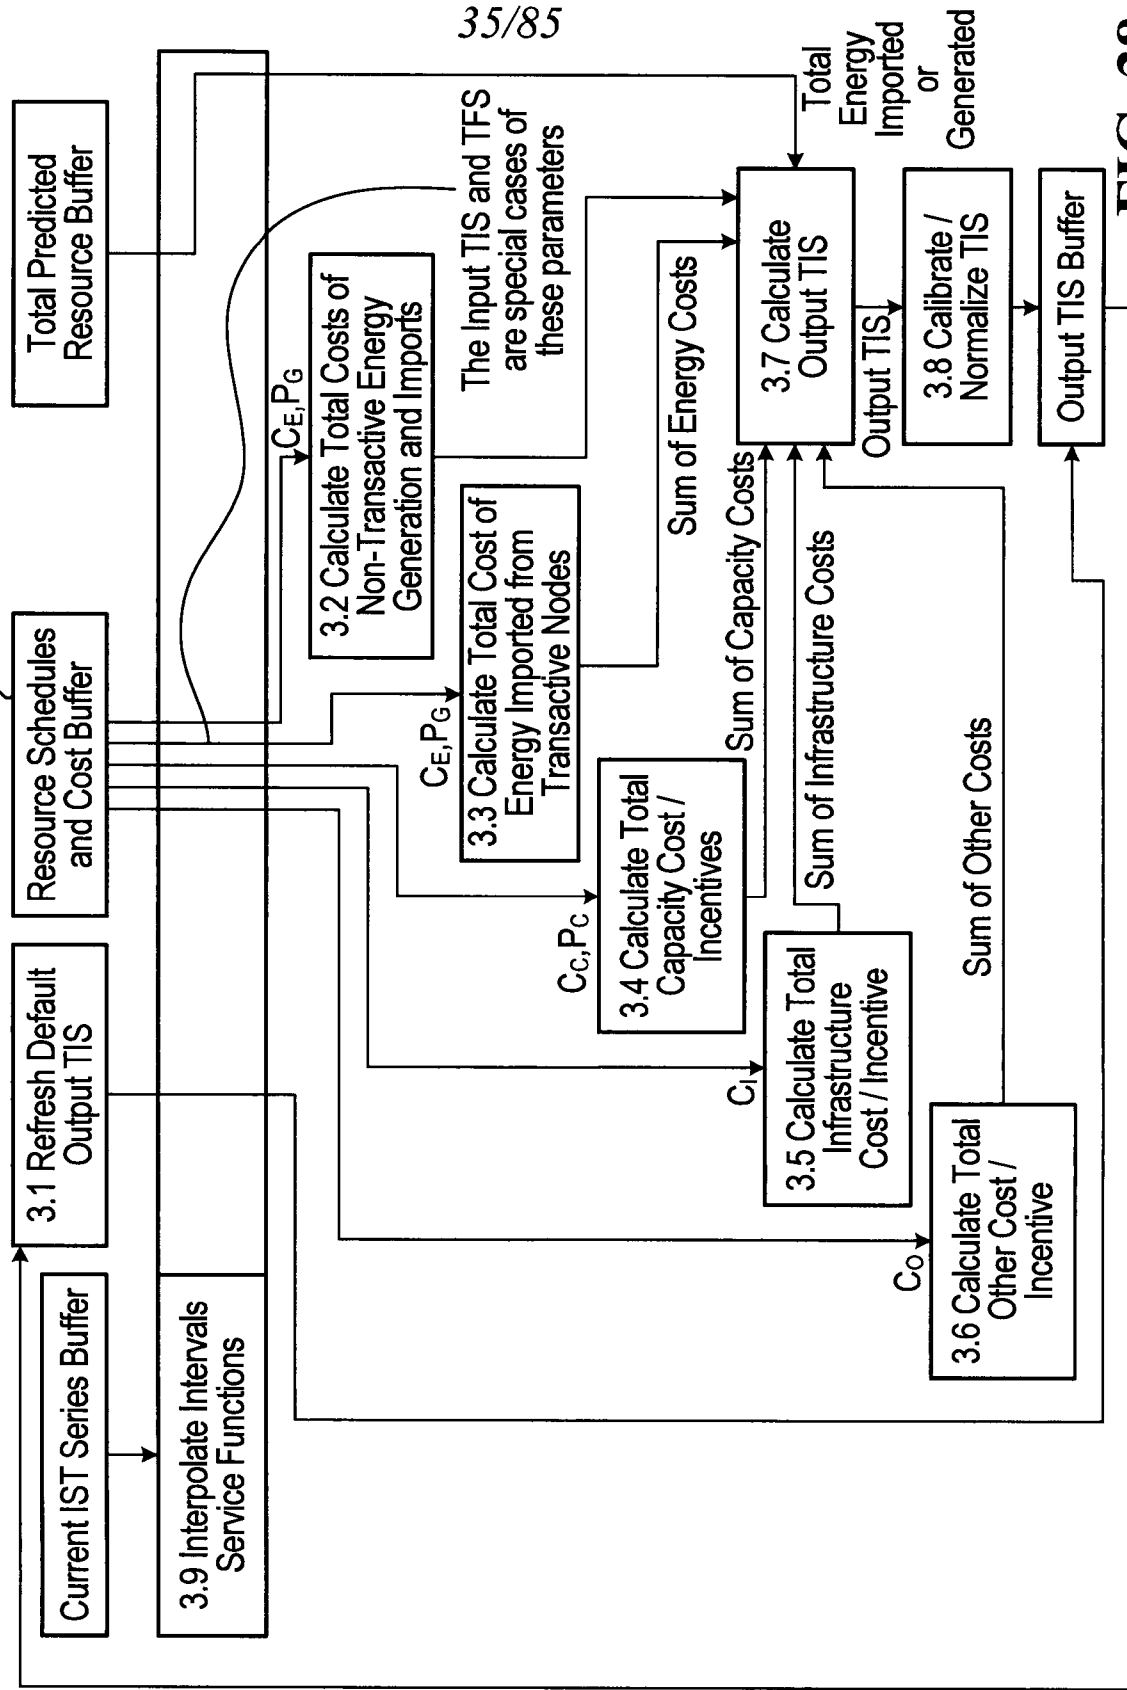 35/85
Current IST Series Buffer
3.1 Refresh Default
Output TIS
Resource Schedules
and Cost Buffer
Total Predicted
Resource Buffer
3.9 Interpolate Intervals
Service Functions
CE,PG
3.2 Calculate Total Costs of
Non-Transactive Energy
Generation and Imports
The Input TIS and TFS
are special cases of
these parameters
CE,PG
3.3 Calculate Total Cost of
Energy Imported from
Transactive Nodes
CC,PC
3.4 Calculate Total
Capacity Cost /
Incentives
CI
3.5 Calculate Total
Infrastructure
Cost / Incentive
CO
3.6 Calculate Total
Other Cost /
Incentive
Sum of Energy Costs
Sum of Capacity Costs
Sum of Infrastructure Costs
Sum of Other Costs
Total
Energy
Imported
or
Generated
3.7 Calculate
Output TIS
Output TIS
3.8 Calibrate /
Normalize TIS
Output TIS Buffer